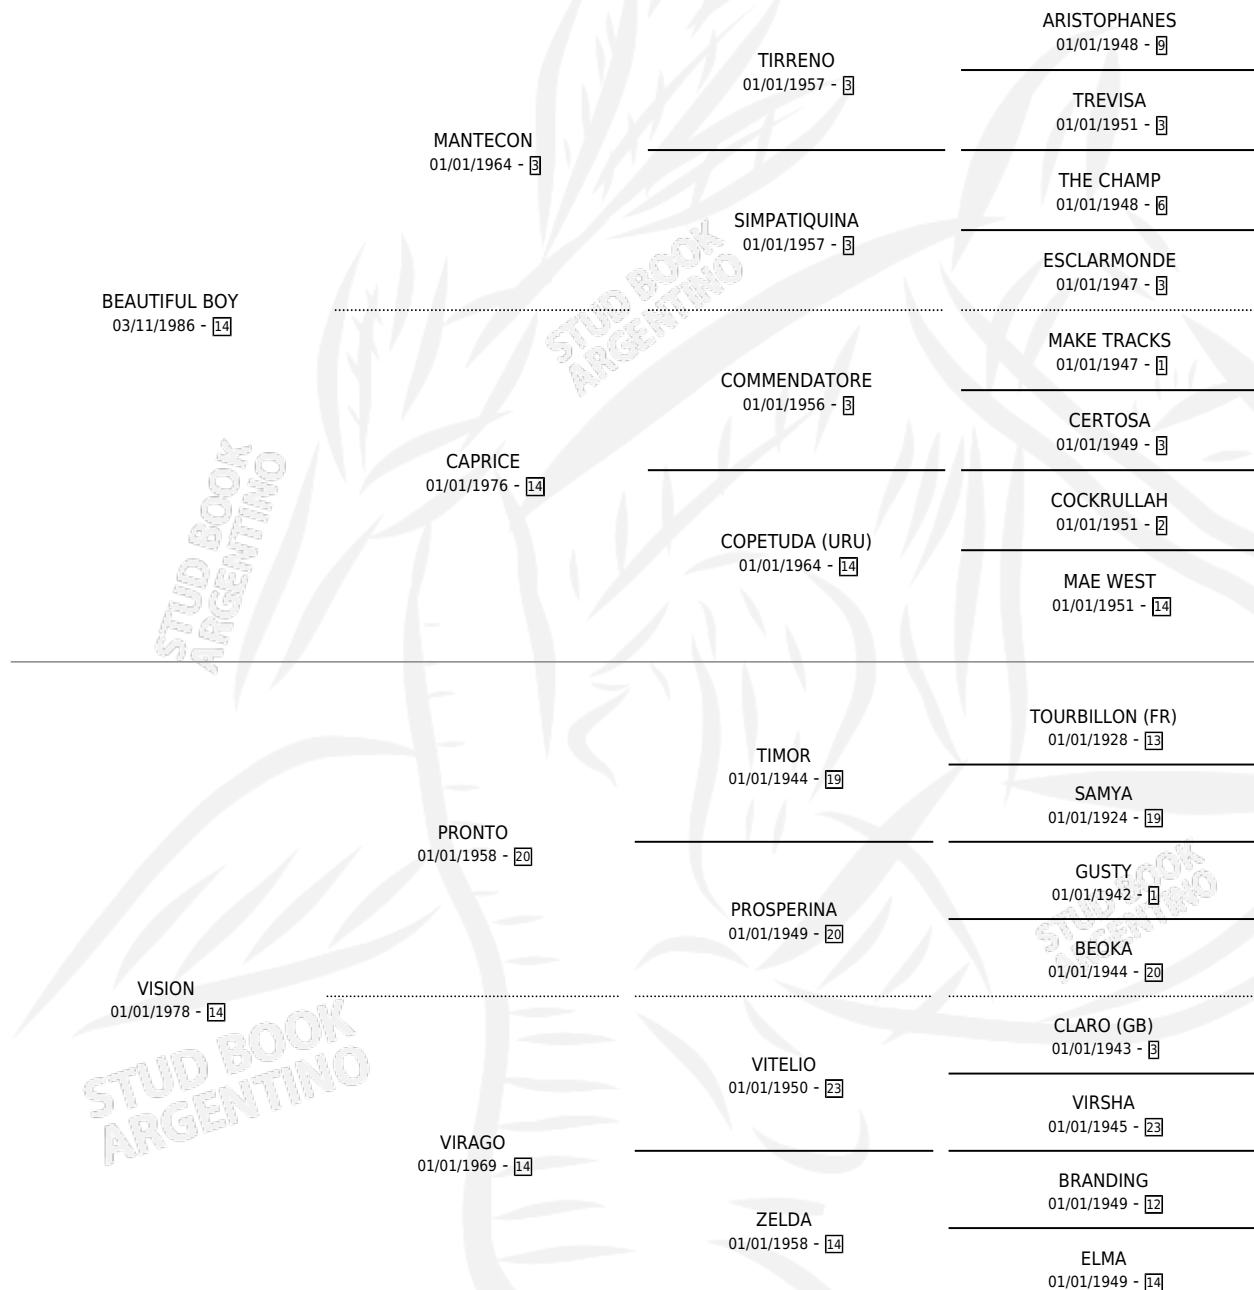 ARISTOPHANES
01/01/1948 - 9
TIRRENO
01/01/1957 - 3
TREVISA
01/01/1951 - 3
MANTECON
01/01/1964 - 3
THE CHAMP
01/01/1948 - 6
SIMPATIQUINA
01/01/1957 - 3
ESCLARMONDE
01/01/1947 - 3
BEAUTIFUL BOY
03/11/1986 - 14
STUD BOOK
ARGENTINO
MAKE TRACKS
01/01/1947 - 1
COMMENDATORE
01/01/1956 - 3
CERTOSA
01/01/1949 - 3
CAPRICE
01/01/1976 - 14
COCKRULLAH
01/01/1951 - 2
COPETUDA (URU)
01/01/1964 - 14
MAE WEST
01/01/1951 - 14
STUD BOOK
ARGENTINO
TOURBILLON (FR)
01/01/1928 - 13
TIMOR
01/01/1944 - 19
SAMYA
01/01/1924 - 19
PRONTO
01/01/1958 - 20
GUSTY
01/01/1942 - 1
PROSPERINA
01/01/1949 - 20
BEOKA
01/01/1944 - 20
STUD BOOK
ARGENTINO
VISION
01/01/1978 - 14
CLARO (GB)
01/01/1943 - 3
VITELIO
01/01/1950 - 23
VIRSHA
01/01/1945 - 23
STUD BOOK
ARGENTINO
VIRAGO
01/01/1969 - 14
BRANDING
01/01/1949 - 12
ZELDA
01/01/1958 - 14
ELMA
01/01/1949 - 14